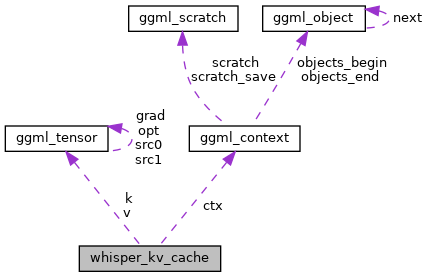 ggml_scratch
ggml_object
next
scratch
scratch_save
objects_begin
objects_end
grad
opt
src0
src1
ggml_tensor
ggml_context
k
v
ctx
whisper_kv_cache